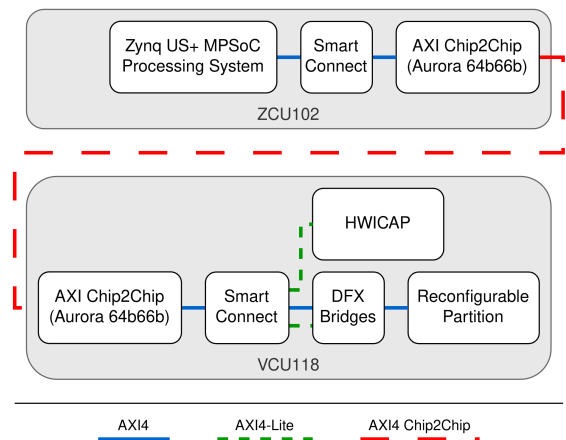 Zynq US+ MPSoC
Processing System
Smart
Connect
AXI Chip2Chip
(Aurora 64b66b)
ZCU102
HWICAP
AXI Chip2Chip
(Aurora 64b66b)
Smart
Connect
DFX
Bridges
Reconfigurable
Partition
VCU118
AXI4
AXI4-Lite
AXI4 Chip2Chip